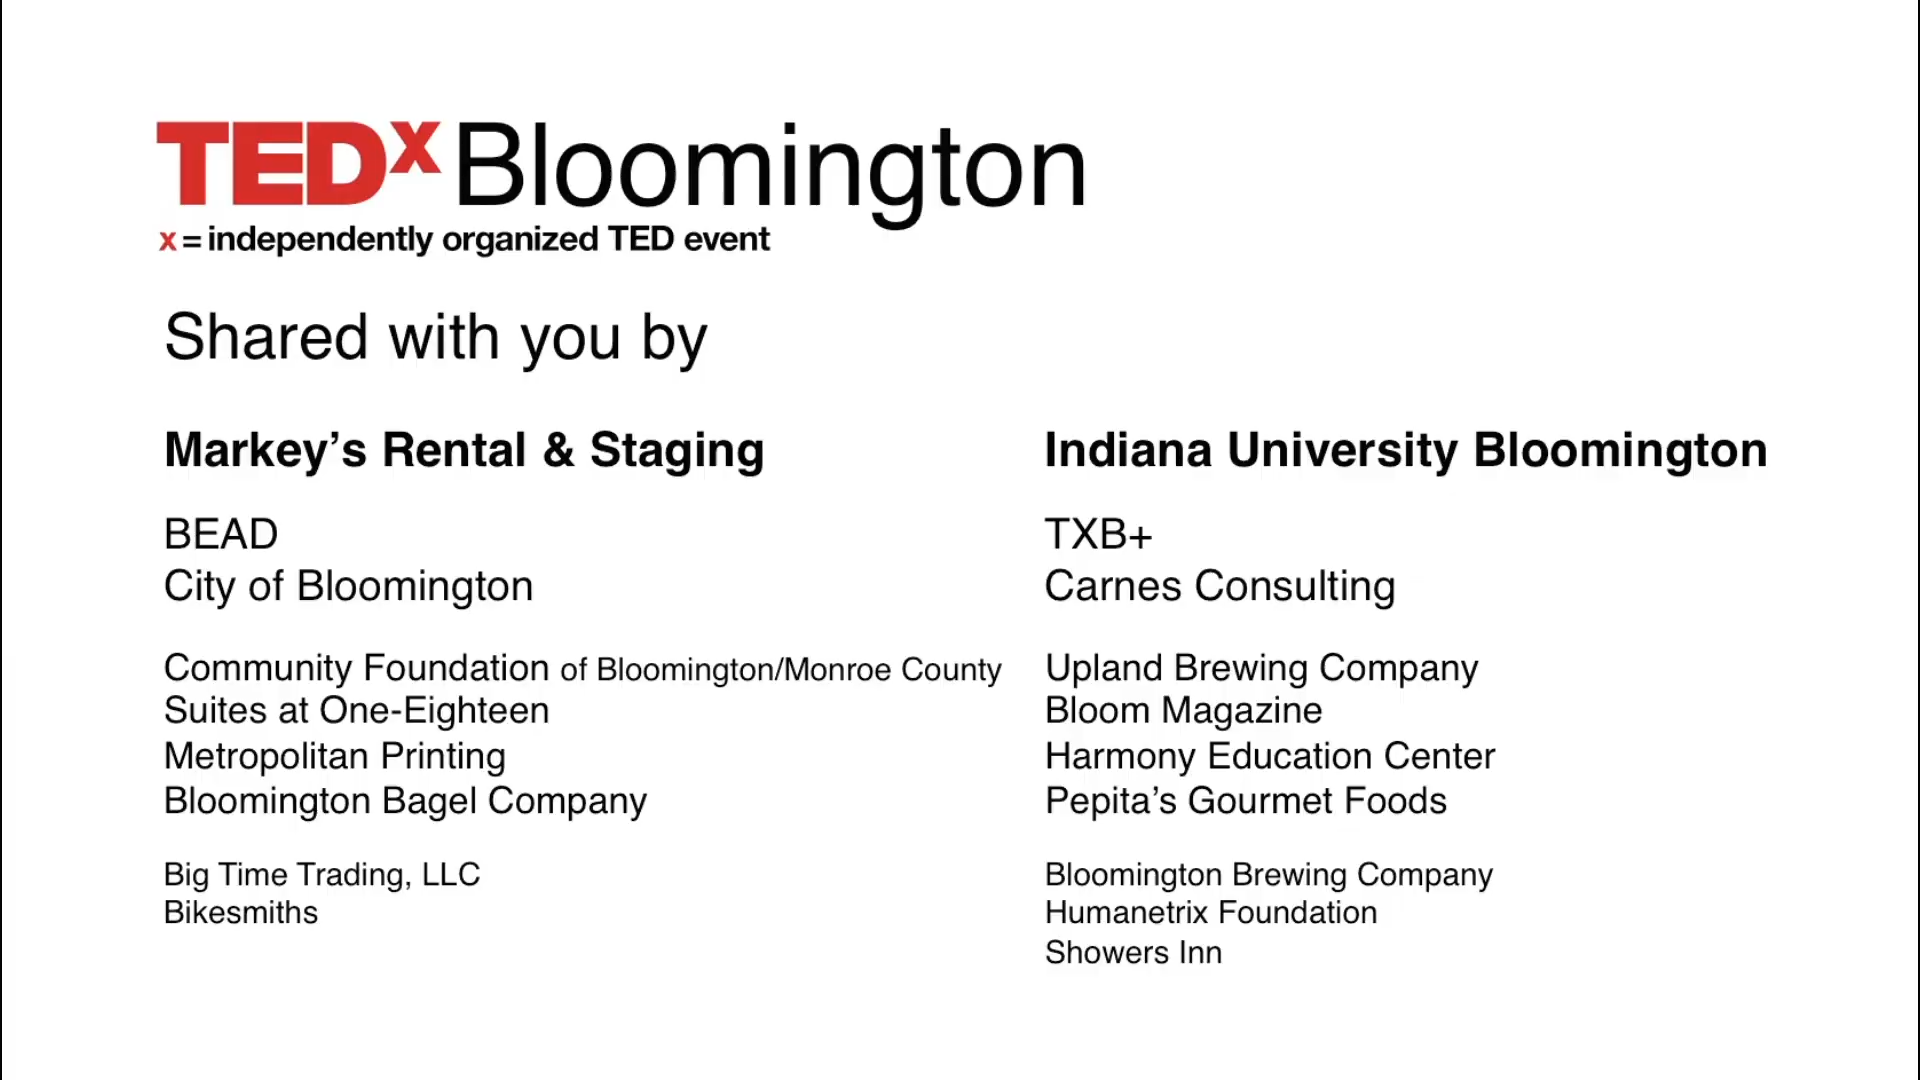 TEDx Bloomington
x = independently organized TED event
Shared with you by
Markey’s Rental & Staging
BEAD
City of Bloomington
Community Foundation of Bloomington/Monroe County
Suites at One-Eighteen
Metropolitan Printing
Bloomington Bagel Company
Big Time Trading, LLC
Bikesmiths
Indiana University Bloomington
TXB+
Carnes Consulting
Upland Brewing Company
Bloom Magazine
Harmony Education Center
Pepita’s Gourmet Foods
Bloomington Brewing Company
Humanetrix Foundation
Showers Inn